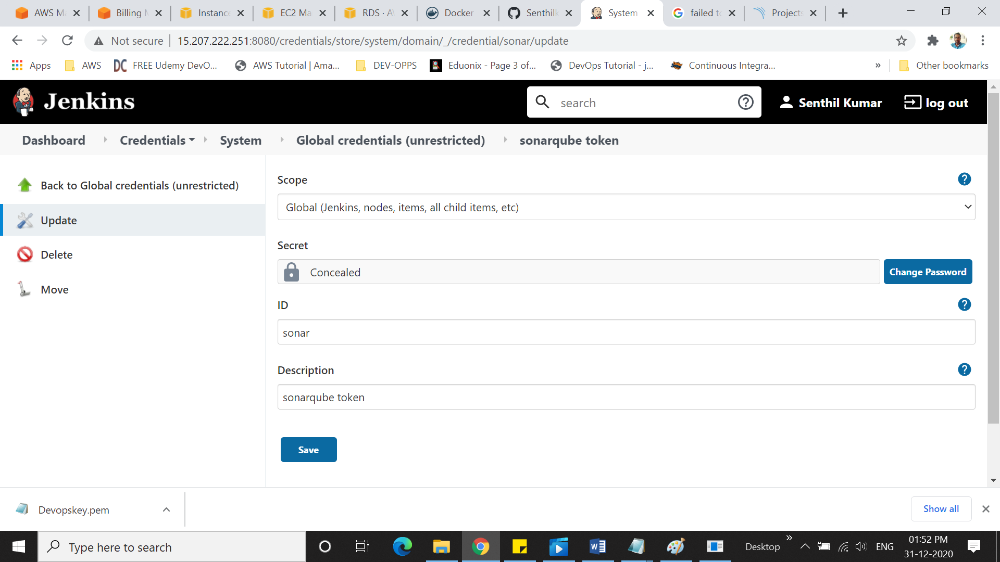 AWS Ma
Billing M
Instance
EC2 Ma
RDS · AW
Docker
Senthilk
System
failed to
Projects
Not secure
15.207.222.251:8080/credentials/store/system/domain/_/credential/sonar/update
Apps
AWS
DC FREE Udemy DevO...
AWS Tutorial | Ama...
DEV-OPPS
Eduonix - Page 3 of...
DevOps Tutorial - j...
Continuous Integra...
»
Other bookmarks
Jenkins
search
Senthil Kumar
log out
Dashboard
Credentials
System
Global credentials (unrestricted)
sonarqube token
Back to Global credentials (unrestricted)
Update
Delete
Move
Scope
Global (Jenkins, nodes, items, all child items, etc)
Secret
Concealed
Change Password
ID
sonar
Description
sonarqube token
Save
Devopskey.pem
Show all
Type here to search
Desktop
»
ENG
01:52 PM
31-12-2020